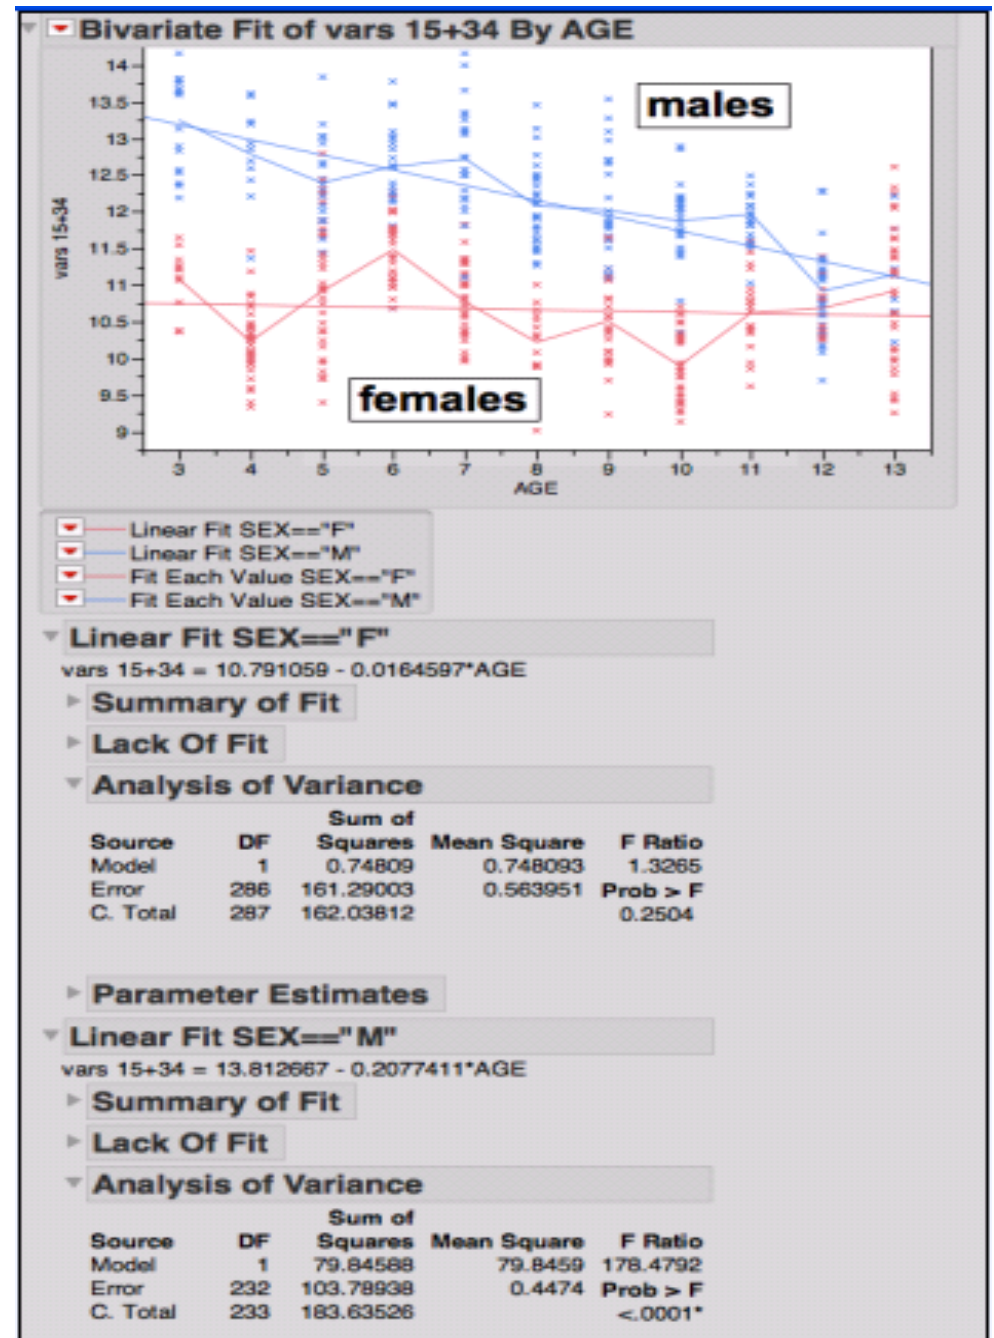 Bivariate Fit of vars 15+34 By AGE
14
13.5
13
12.5
12
11.5
11
10.5
10
9.5
9
vars 15+34
males
females
3 4 5 6 7 8 9 10 11 12 13
AGE
Linear Fit SEX=="F"
Linear Fit SEX=="M"
Fit Each Value SEX=="F"
Fit Each Value SEX=="M"
Linear Fit SEX=="F"
vars 15+34 = 10.791059 - 0.0164597*AGE
Summary of Fit
Lack Of Fit
Analysis of Variance
Sum of
Source DF Squares Mean Square F Ratio
Model 1 0.74809 0.748093 1.3265
Error 286 161.29003 0.563951 Prob > F
C. Total 287 162.03812 0.2504
Parameter Estimates
Linear Fit SEX=="M"
vars 15+34 = 13.812667 - 0.2077411*AGE
Summary of Fit
Lack Of Fit
Analysis of Variance
Sum of
Source DF Squares Mean Square F Ratio
Model 1 79.84588 79.8459 178.4792
Error 232 103.78938 0.4474 Prob > F
C. Total 233 183.63526 <.0001*